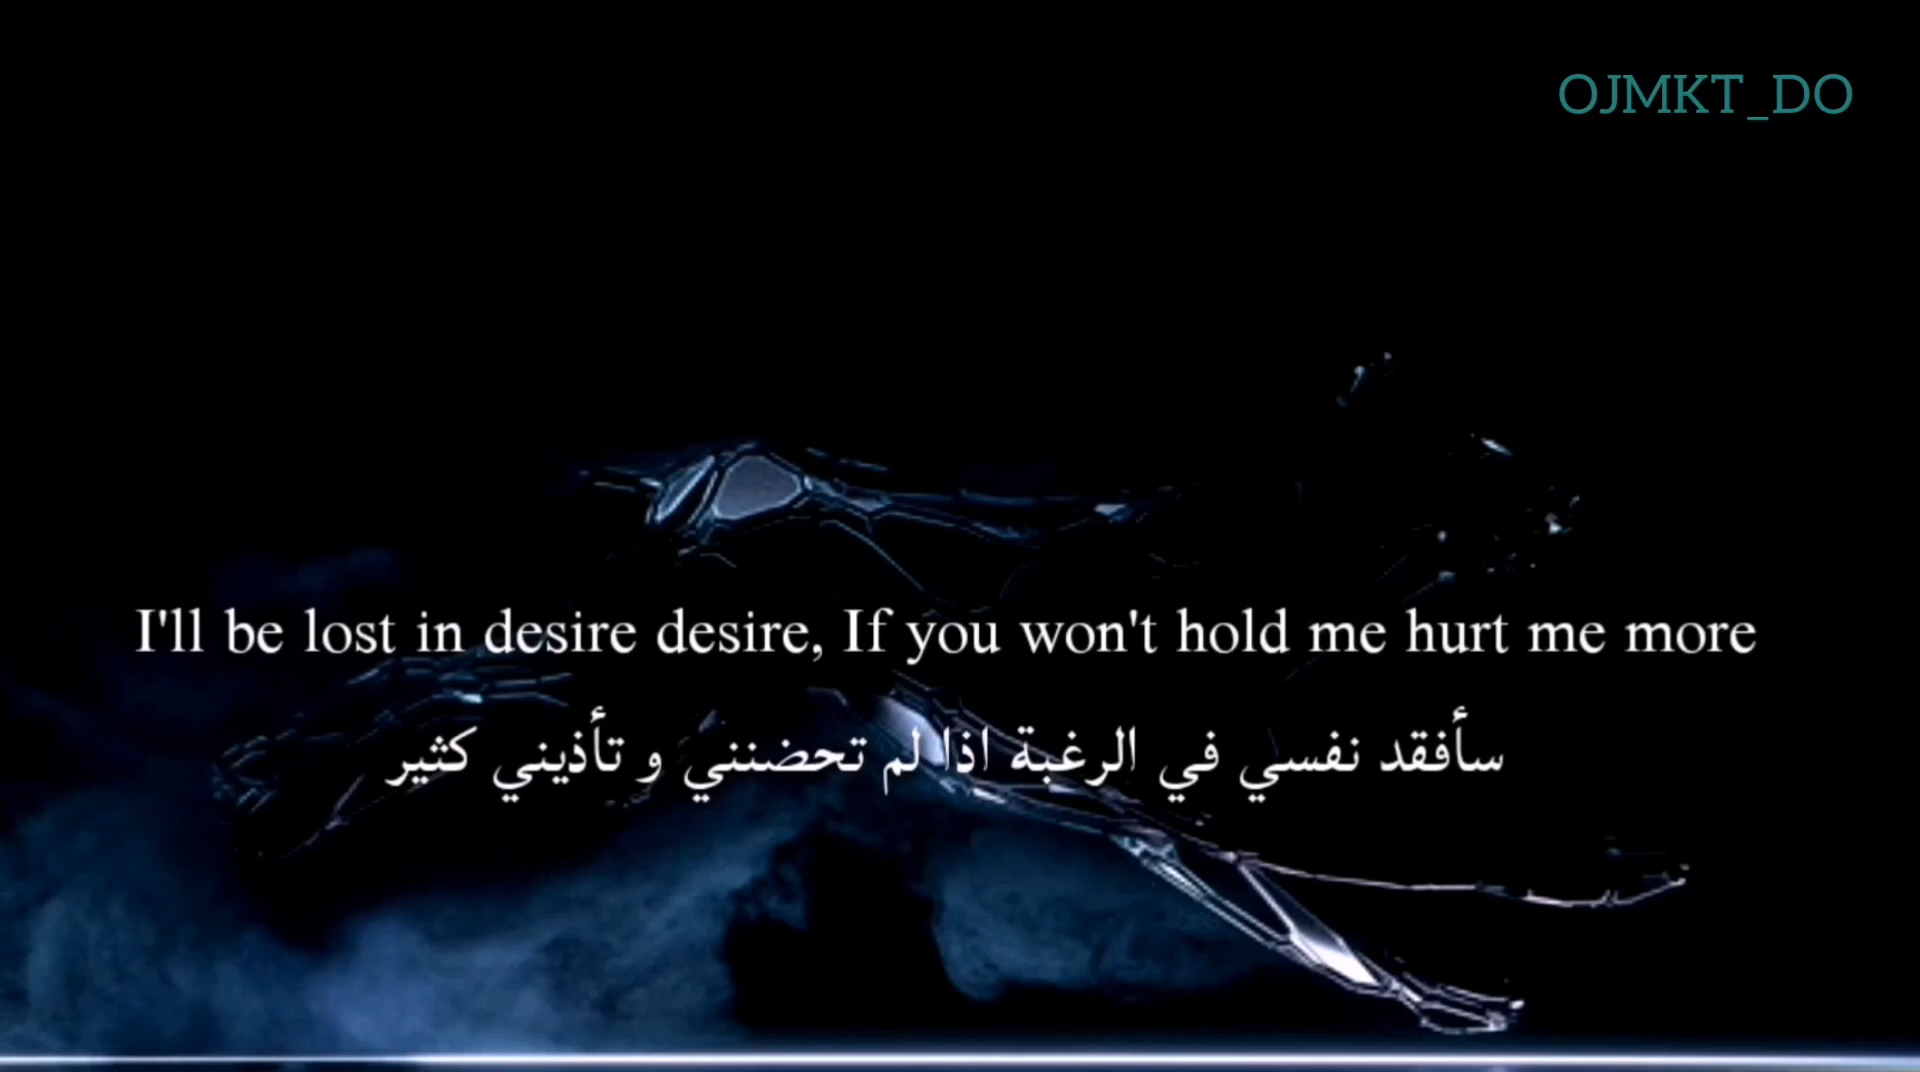 OJMKT_DO
I'll be lost in desire desire, If you won't hold me hurt me more
سأفقد نفسي في الرغبة اذا لم تحضنني و تأذيني كثير